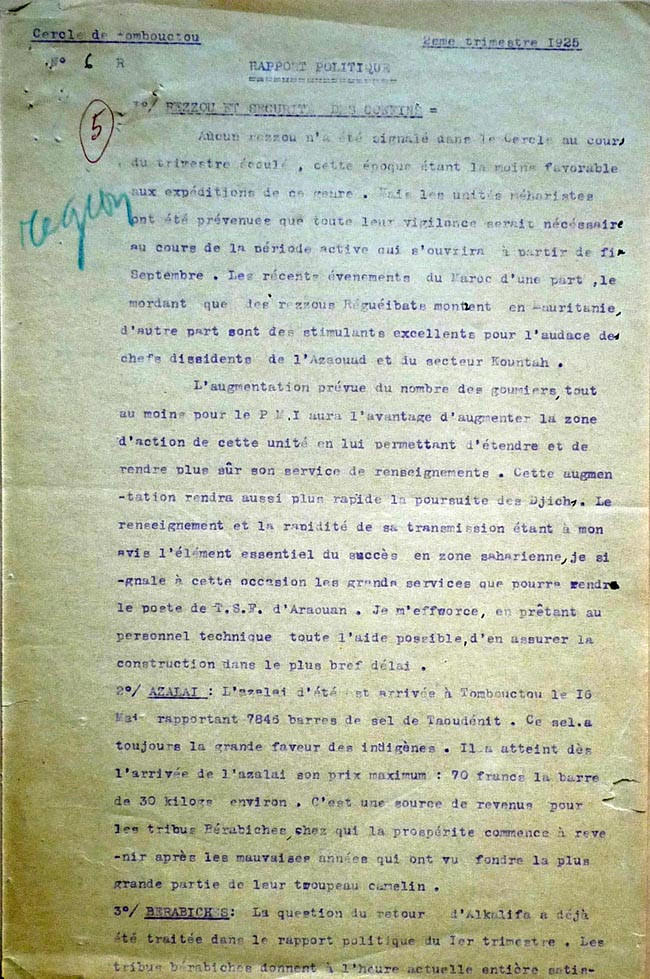 Cercle de Tombouctou
2eme trimestre 1925
N° 6 R
RAPPORT POLITIQUE
5
I°/ REZZOU ET SECURITE DES CONFINS =
Aucun rezzou n'a été signalé dans le Cercle au cours
du trimestre écoulé , cette époque étant la moins favorable
aux expéditions de ce genre . Mais les unités méharistes
ont été prévenues que toute leur vigilance serait nécessaire
au cours de la période active qui s'ouvrira à partir de fin
Septembre . Les récents évenements du Maroc d'une part ,le
mordant que des rezzous Réguéibats montent en Mauritanie,
d'autre part sont des stimulants excellents pour l'audace des
chefs dissidents de l'Azaouad et du secteur Kountah .
L'augmentation prévue du nombre des goumiers, tout
au moins pour le P M.I aura l'avantage d'augmenter la zone
d'action de cette unité en lui permettant d'étendre et de
rendre plus sûr son service de renseignements . Cette augmen
-tation rendra aussi plus rapide la poursuite des Djichs. Le
renseignement et la rapidité de sa transmission étant à mon
avis l'élément essentiel du succès en zone saharienne, je si
-gnale à cette occasion les grands services que pourra rendre
le poste de T.S.F. d'Araouan . Je m'effworce, en prêtant au
personnel technique toute l'aide possible,d'en assurer la
construction dans le plus bref délai .
2°/ AZALAI : L'azalai d'été est arrivée à Tombouctou le I6
Mai rapportant 7846 barres de sel de Taoudénit . Ce sel.a
toujours la grande faveur des indigènes . Il a atteint dès
l'arrivée de l'azalai son prix maximum : 70 francs la barre
de 30 kilogs environ . C'est une source de revenus pour
les tribus Bérabiches, chez qui la prospérite commence à reve
-nir après les mauvaises années qui ont vu fondre la plus
grande partie de leur twoupeau camelin .
3°/ BERABICHES: La question du retour d'Alkalifa a déjà
été traitée dans le rapport politique du Ier trimestre . Les
tribus bérabiches donnent à l'heure actuelle entière satis-